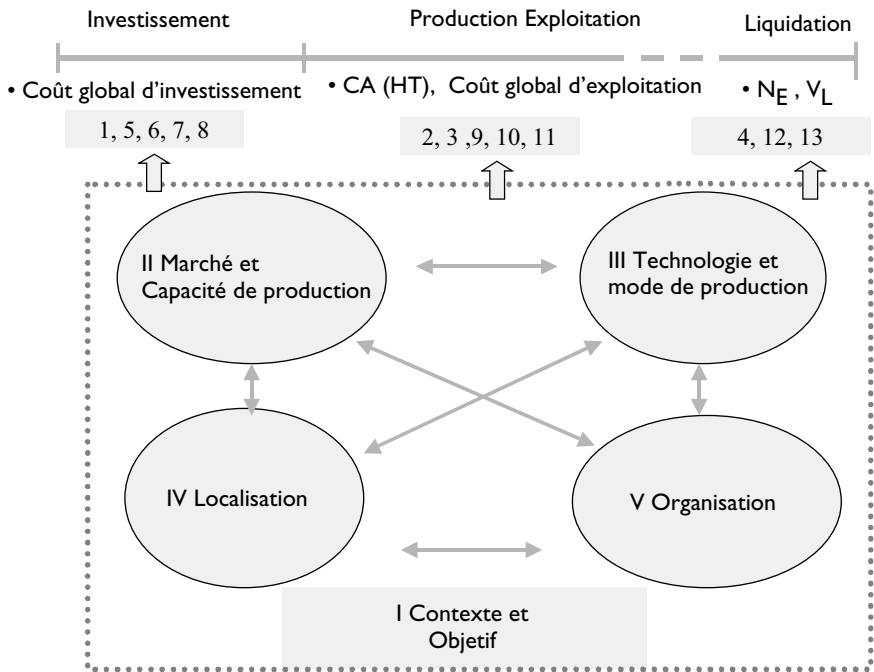 Investissement
Production Exploitation
Liquidation
• Coût global d’investissement
• CA (HT), Coût global d’exploitation
• NE , VL
1, 5, 6, 7, 8
2, 3 ,9, 10, 11
4, 12, 13
II Marché et
Capacité de production
III Technologie et
mode de production
IV Localisation
V Organisation
I Contexte et
Objetif